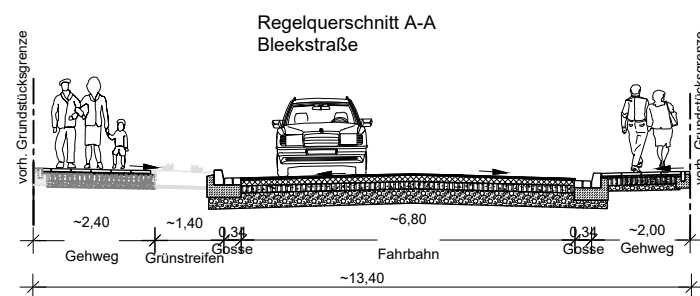 Regelquerschnitt A-A
Bleekstraße
vorh. Grundstücksgrenze
vorh. Grundstücksgrenze
~2,40
~1,40
0,34
~6,80
0,34
~2,00
Gehweg
Grünstreifen
Gosse
Fahrbahn
Gosse
Gehweg
~13,40